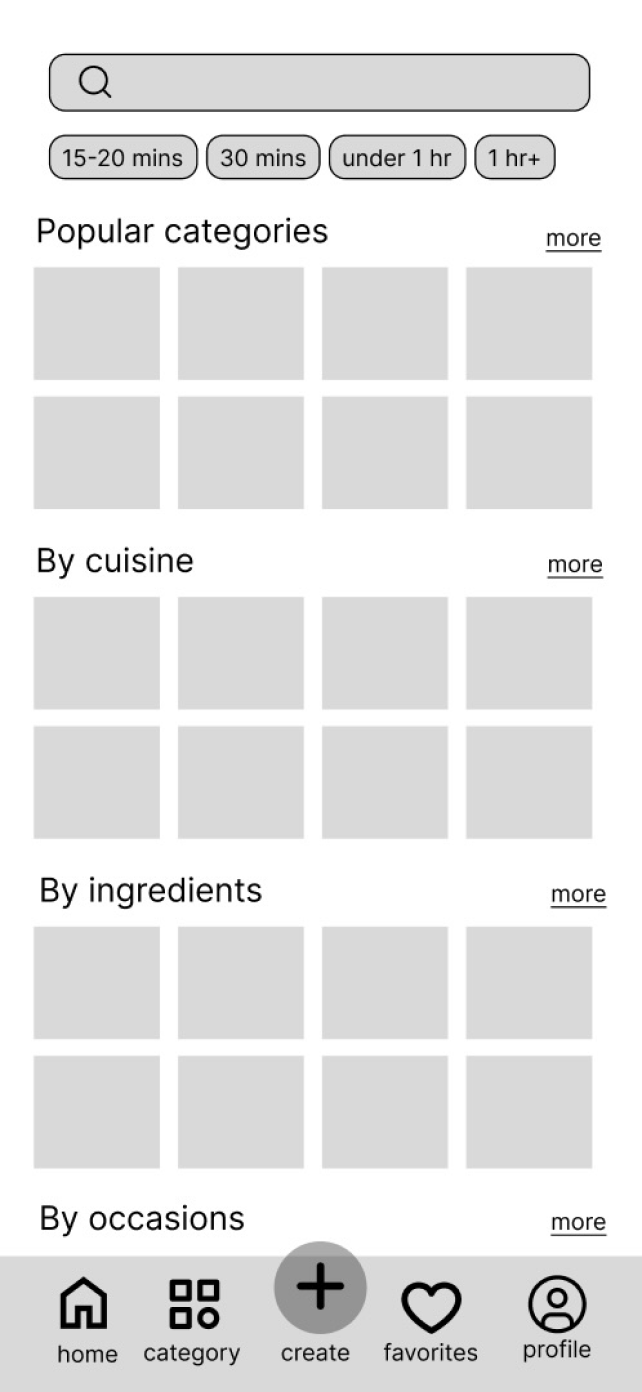 15-20 mins 30 mins under 1 hr 1 hr+
Popular categories more
By cuisine more
By ingredients more
By occasions more
home category create favorites profile